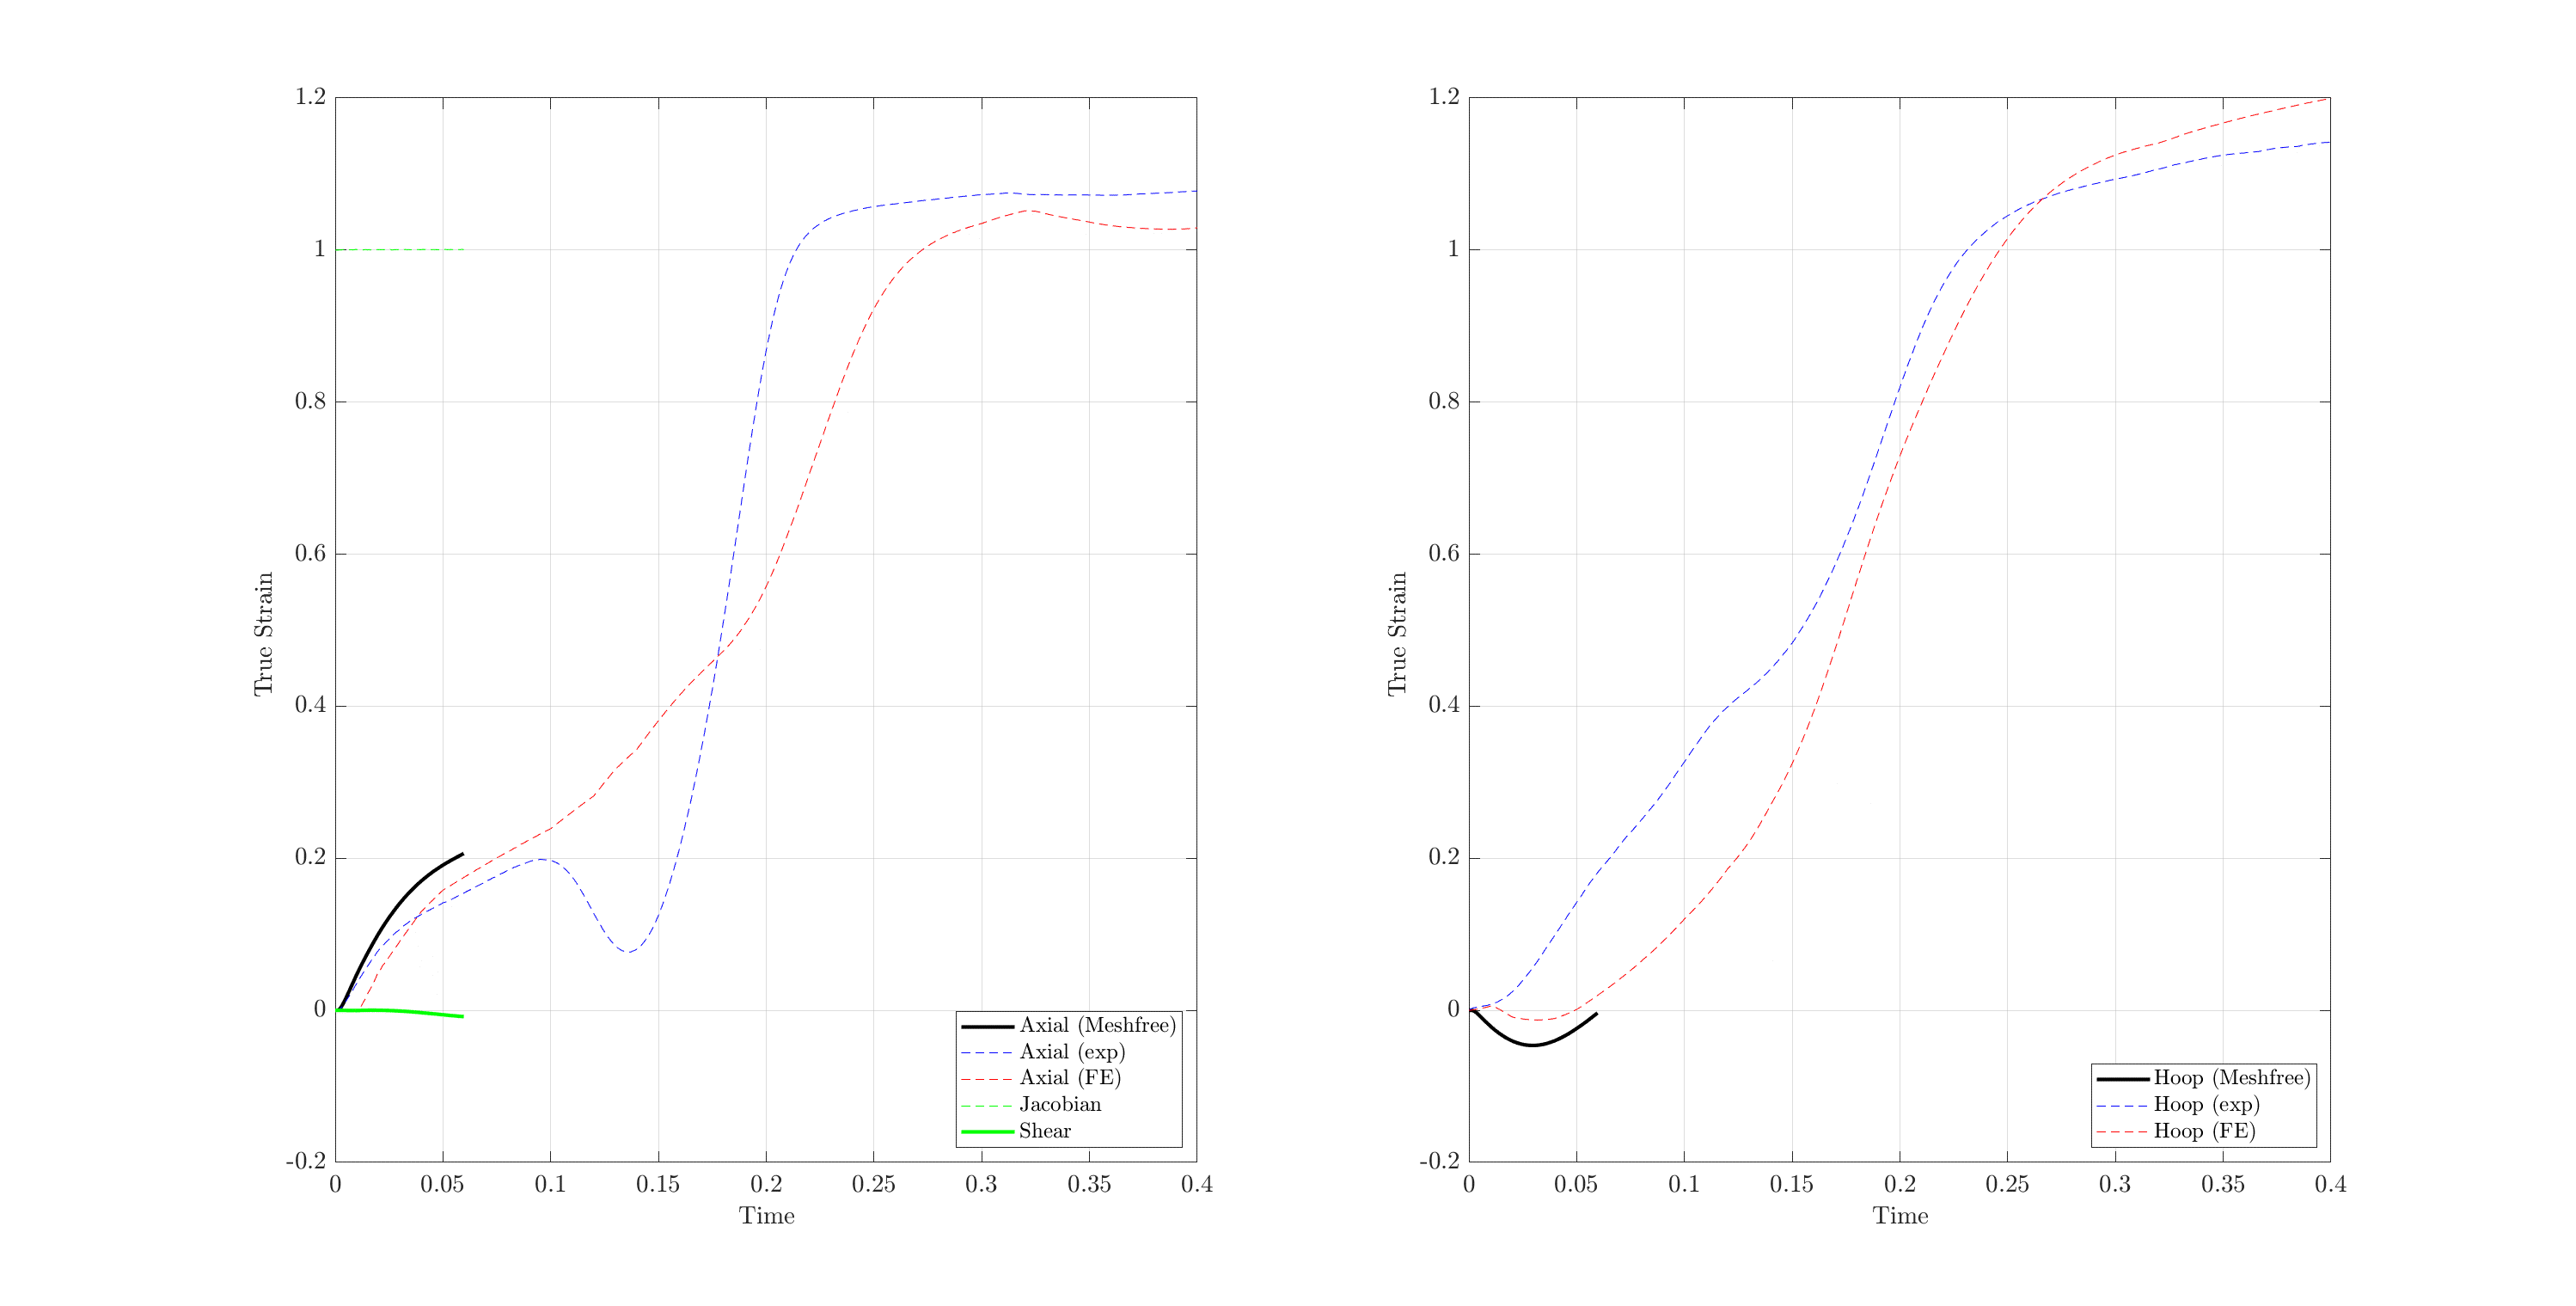 1.2
1
0.8
0.6
0.4
0.2
0
-0.2
True Strain
0 0.05 0.1 0.15 0.2 0.25 0.3 0.35 0.4
Time
Axial (Meshfree)
Axial (exp)
Axial (FE)
Jacobian
Shear
1.2
1
0.8
0.6
0.4
0.2
0
-0.2
True Strain
0 0.05 0.1 0.15 0.2 0.25 0.3 0.35 0.4
Time
Hoop (Meshfree)
Hoop (exp)
Hoop (FE)